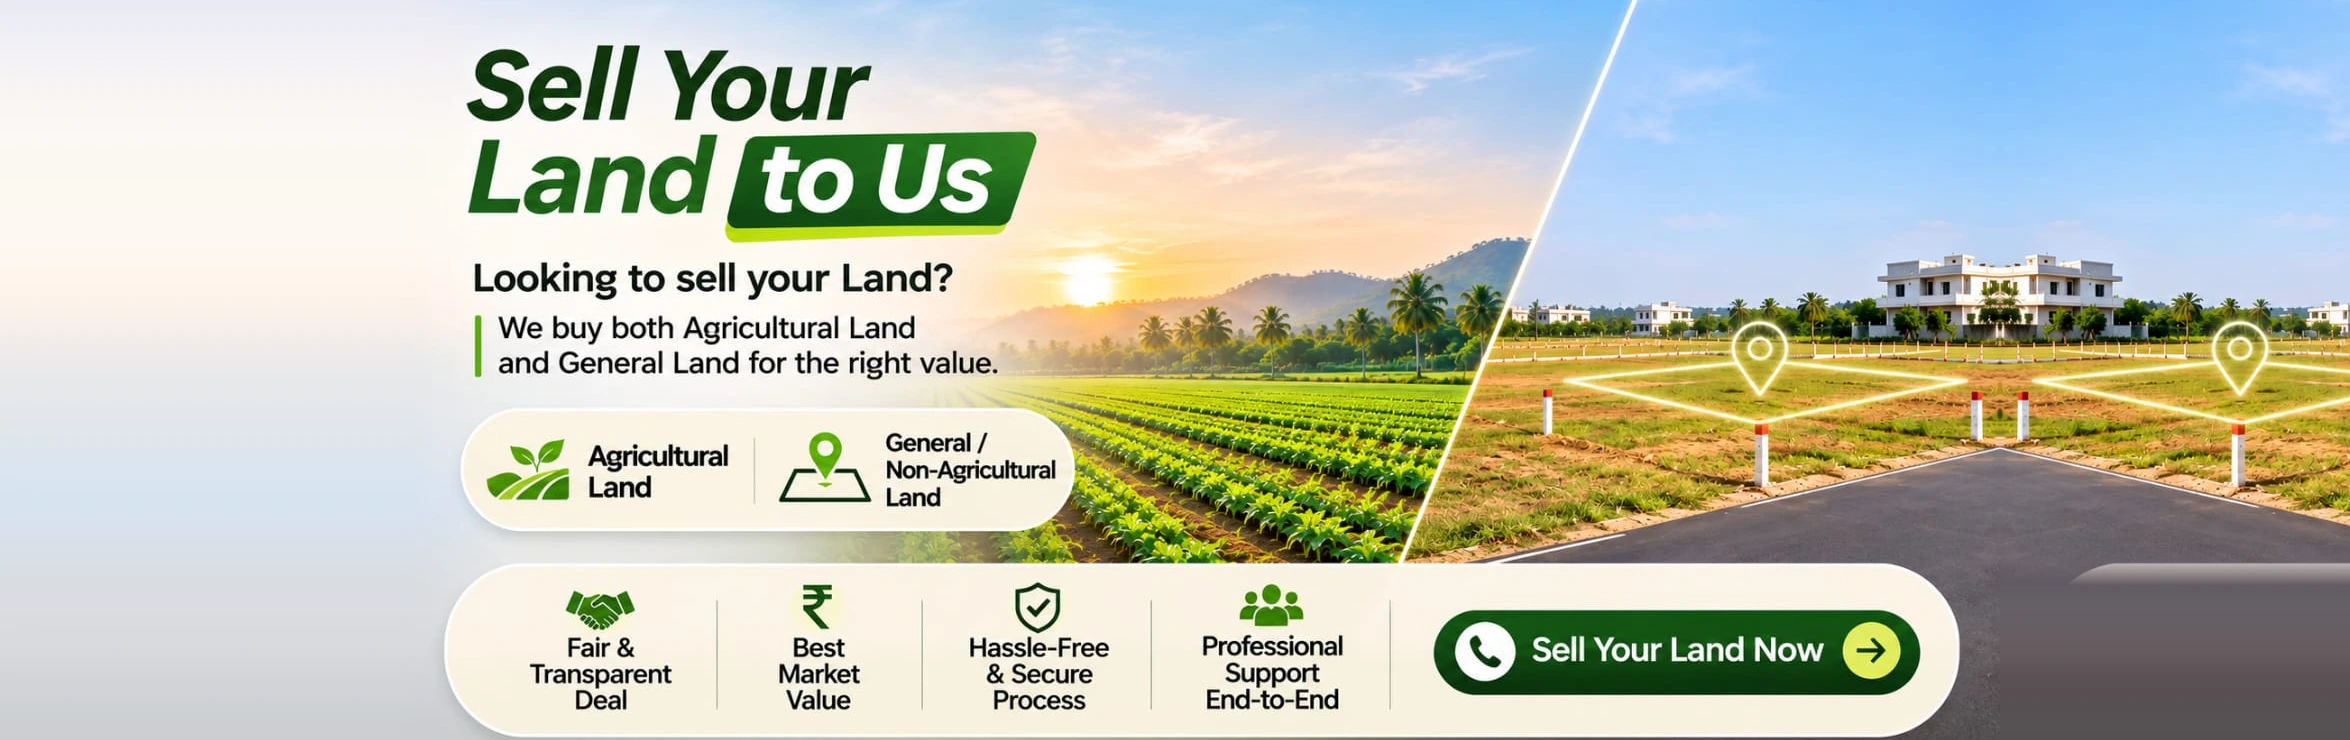 Sell Your
Land to Us
Looking to sell your Land?
We buy both Agricultural Land
and General Land for the right value.
Agricultural
Land
General /
Non-Agricultural
Land
Fair &
Transparent
Deal
₹
Best
Market
Value
Hassle-Free
& Secure
Process
Professional
Support
End-to-End
Sell Your Land Now